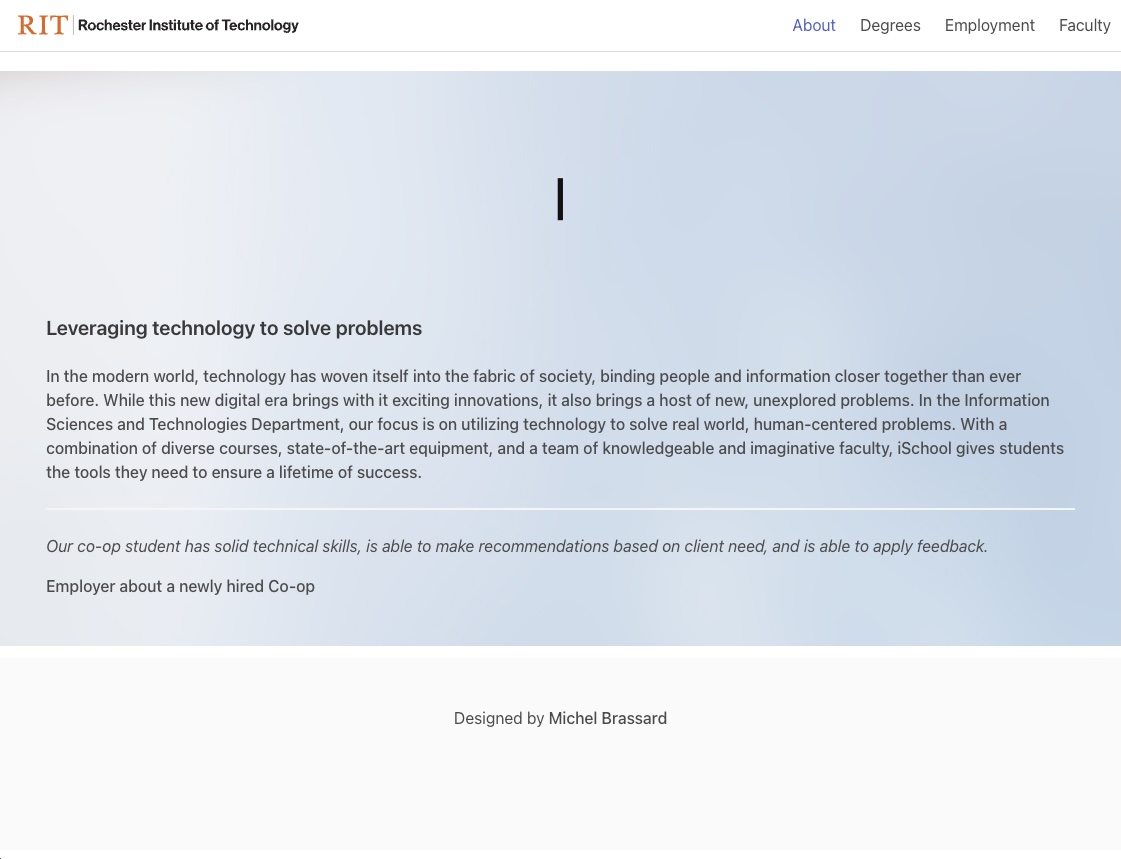 RIT | Rochester Institute of Technology
About Degrees Employment Faculty
Leveraging technology to solve problems
In the modern world, technology has woven itself into the fabric of society, binding people and information closer together than ever
before. While this new digital era brings with it exciting innovations, it also brings a host of new, unexplored problems. In the Information
Sciences and Technologies Department, our focus is on utilizing technology to solve real world, human-centered problems. With a
combination of diverse courses, state-of-the-art equipment, and a team of knowledgeable and imaginative faculty, iSchool gives students
the tools they need to ensure a lifetime of success.
Our co-op student has solid technical skills, is able to make recommendations based on client need, and is able to apply feedback.
Employer about a newly hired Co-op
Designed by Michel Brassard